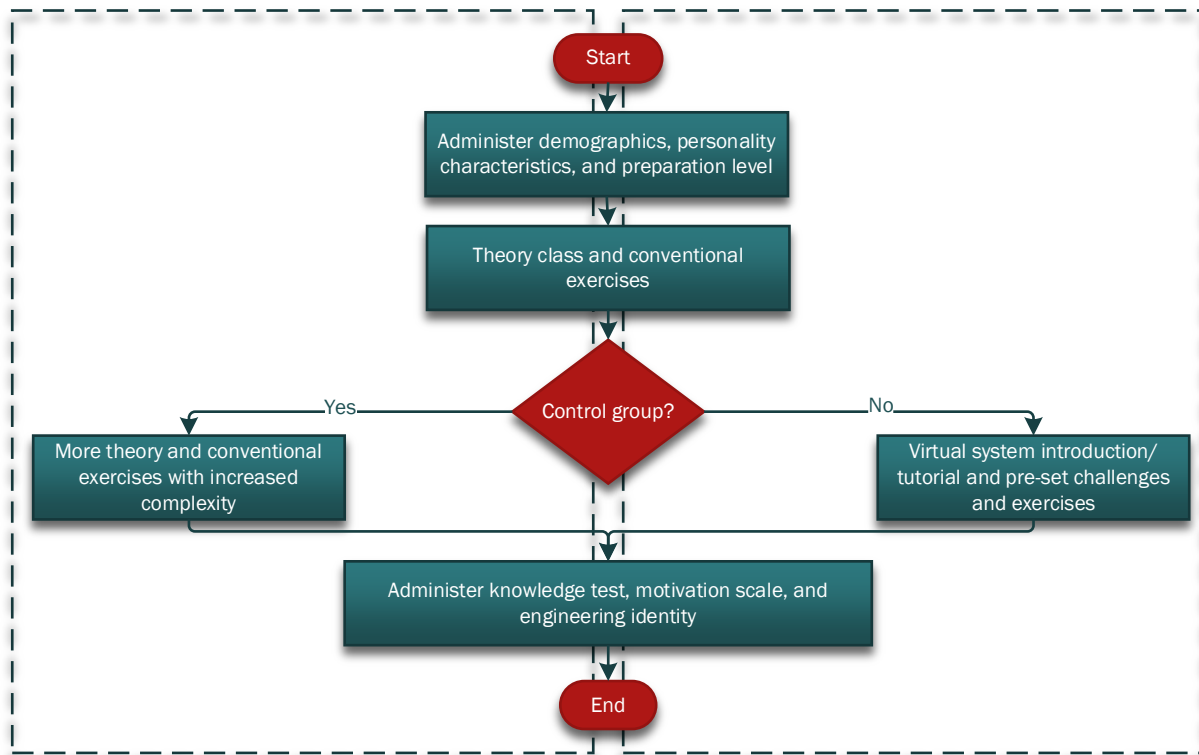 Start
Administer demographics, personality
characteristics, and preparation level
Theory class and conventional
exercises
Control group?
Yes
No
More theory and conventional
exercises with increased
complexity
Virtual system introduction/
tutorial and pre-set challenges
and exercises
Administer knowledge test, motivation scale, and
engineering identity
End